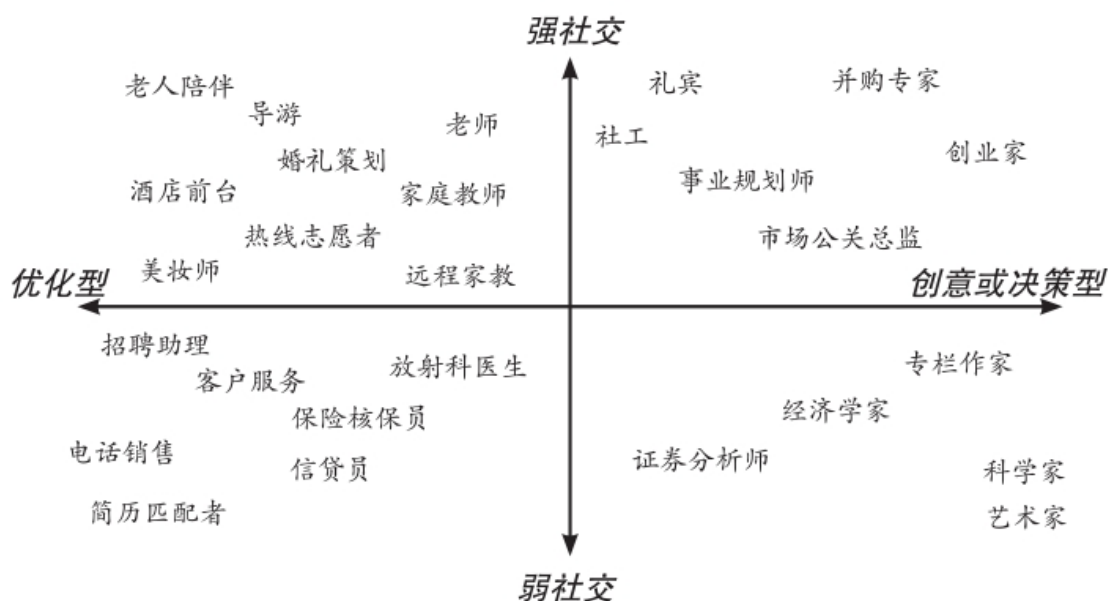 强社交
老人陪伴
导游
老师
婚礼策划
酒店前台
家庭教师
热线志愿者
美妆师
远程家教
礼宾
并购专家
社工
创业家
事业规划师
市场公关总监
优化型
创意或决策型
招聘助理
放射科医生
客户服务
保险核保员
电话销售
信贷员
简历匹配者
专栏作家
经济学家
证券分析师
科学家
艺术家
弱社交